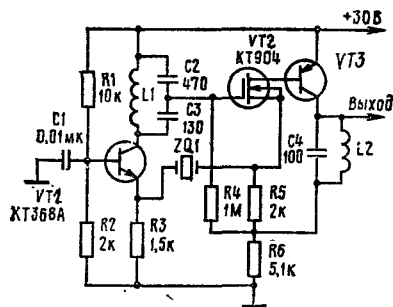 +30В
VT2
КТ904
VT3
C2
470
R1
10к
L1
C1
0,01мк
C3
130
ZQ1
Выход
C4
100
L2
VT2
КТ368А
R4
1М
R5
2к
R2
2к
R3
1,5к
R6
5,1к